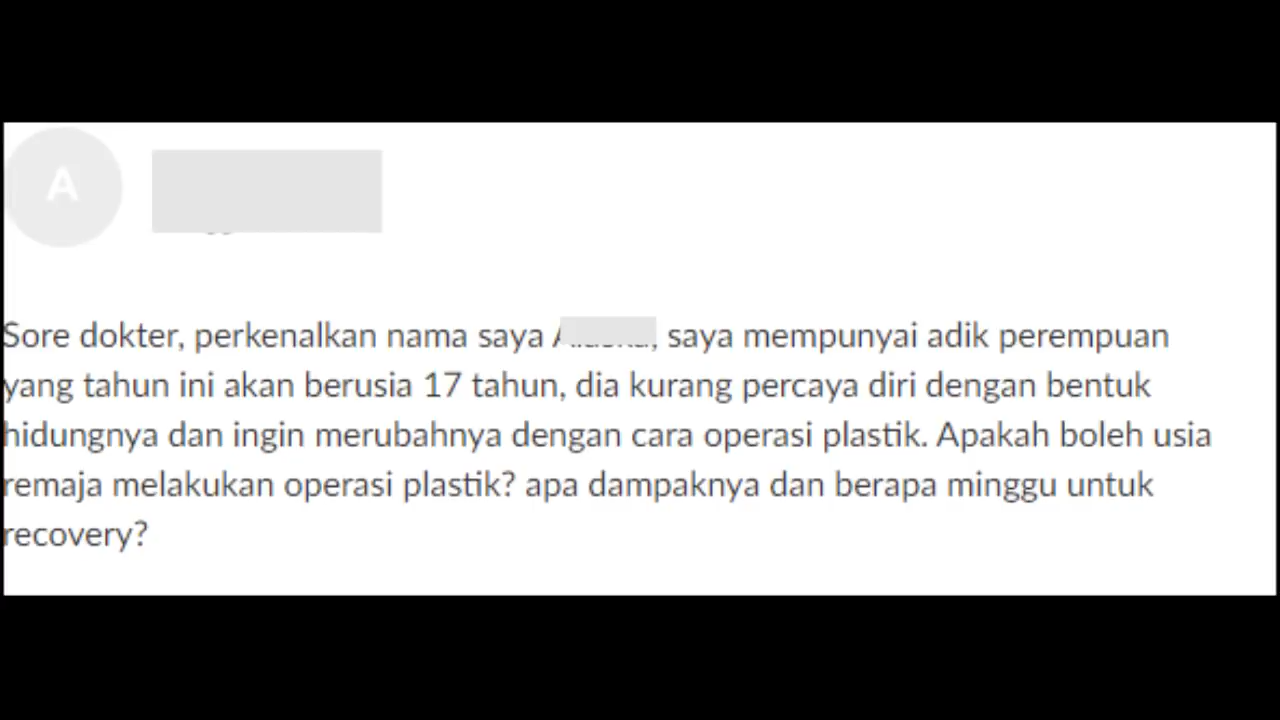 A
Sore dokter, perkenalkan nama saya saya mempunyai adik perempuan
yang tahun ini akan berusia 17 tahun, dia kurang percaya diri dengan bentuk
hidungnya dan ingin merubahnya dengan cara operasi plastik. Apakah boleh usia
remaja melakukan operasi plastik? apa dampaknya dan berapa minggu untuk
recovery?